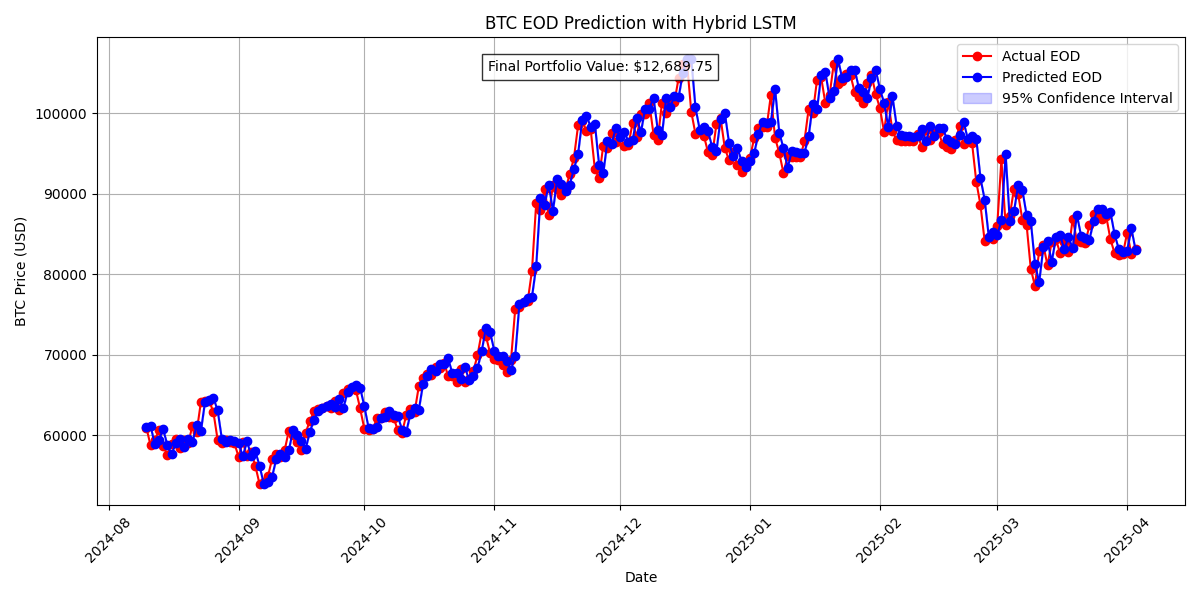 BTC EOD Prediction with Hybrid LSTM
Final Portfolio Value: $12,689.75
Actual EOD
Predicted EOD
95% Confidence Interval
BTC Price (USD)
100000
90000
80000
70000
60000
2024-08
2024-09
2024-10
2024-11
2024-12
2025-01
2025-02
2025-03
2025-04
Date